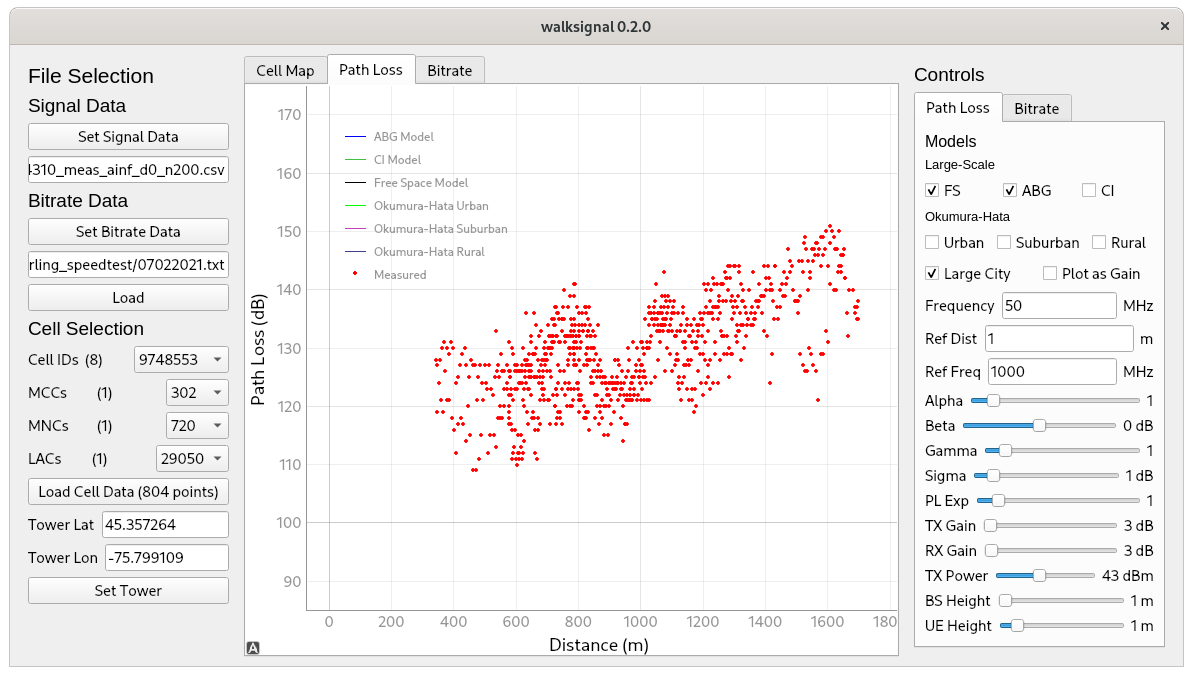 walksignal 0.2.0
×
File Selection
Signal Data
Set Signal Data
4310_meas_ainf_d0_n200.csv
Bitrate Data
Set Bitrate Data
rling_speedtest/07022021.txt
Load
Cell Selection
Cell IDs (8) 9748553
MCCs (1) 302
MNCs (1) 720
LACs (1) 29050
Load Cell Data (804 points)
Tower Lat 45.357264
Tower Lon -75.799109
Set Tower
Cell Map Path Loss Bitrate
Path Loss (dB)
170
160
150
140
130
120
110
100
90
ABG Model
CI Model
Free Space Model
Okumura-Hata Urban
Okumura-Hata Suburban
Okumura-Hata Rural
Measured
0 200 400 600 800 1000 1200 1400 1600 180
Distance (m)
A
Controls
Path Loss Bitrate
Models
Large-Scale
FS ABG CI
Okumura-Hata
Urban Suburban Rural
Large City Plot as Gain
Frequency 50 MHz
Ref Dist 1 m
Ref Freq 1000 MHz
Alpha 1
Beta 0 dB
Gamma 1
Sigma 1 dB
PL Exp 1
TX Gain 3 dB
RX Gain 3 dB
TX Power 43 dBm
BS Height 1 m
UE Height 1 m